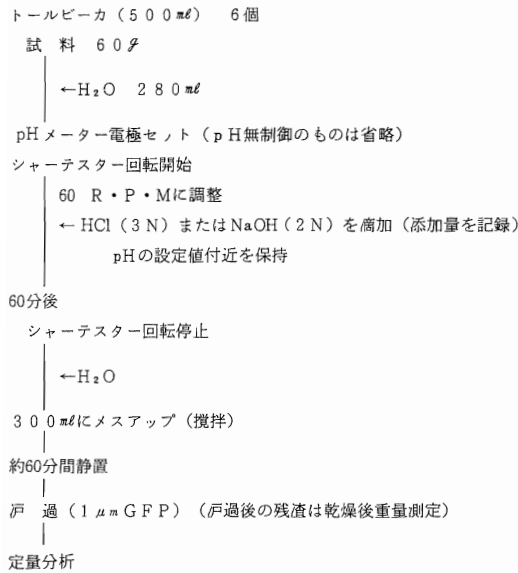 トールビーカ（５００㎖）　６個
試　料　６０ｇ
←H₂O　２８０㎖
pHメーター電極セット（ｐＨ無制御のものは省略）
シャーテスター回転開始
60　Ｒ・Ｐ・Ｍに調整
← HCl（３Ｎ）またはNaOH（２Ｎ）を滴加（添加量を記録）
pHの設定値付近を保持
60分後
シャーテスター回転停止
←H₂O
３００㎖にメスアップ（撹拌）
約60分間静置
沪　過（１μmＧＦＰ）（沪過後の残渣は乾燥後重量測定）
定量分析